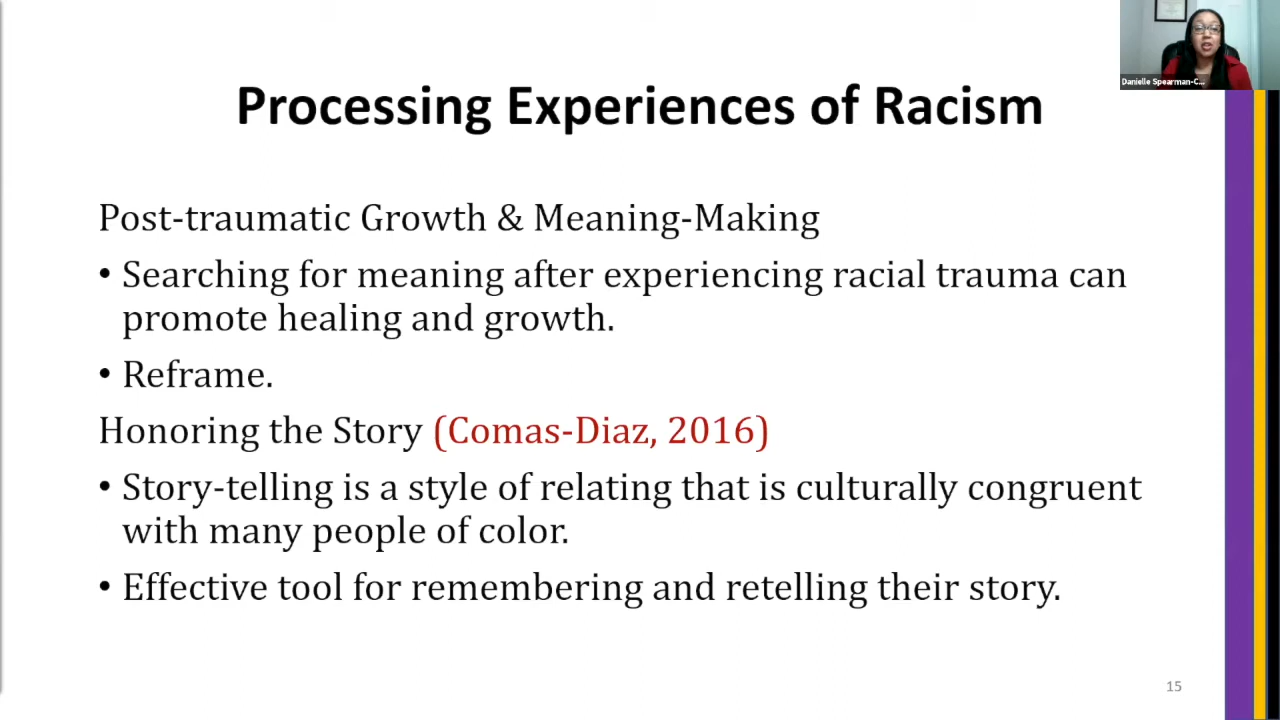 Danielle Spearman-C...
Processing Experiences of Racism
Post-traumatic Growth & Meaning-Making
• Searching for meaning after experiencing racial trauma can
promote healing and growth.
• Reframe.
Honoring the Story (Comas-Diaz, 2016)
• Story-telling is a style of relating that is culturally congruent
with many people of color.
• Effective tool for remembering and retelling their story.
15